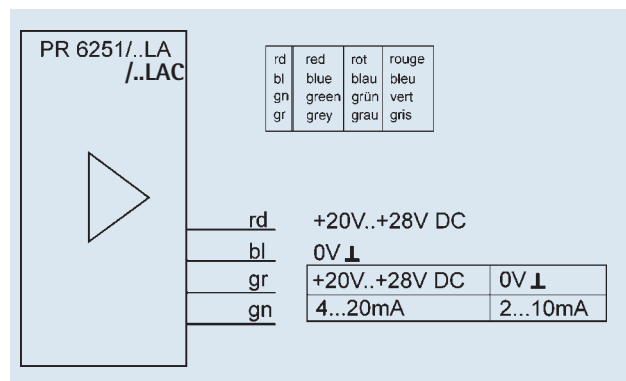 PR 6251/..LA
/..LAC
rd red rot rouge
bl blue blau bleu
gn green grün vert
gr grey grau gris
rd +20V..+28V DC
bl 0V
gr +20V..+28V DC 0V
gn 4...20mA 2...10mA